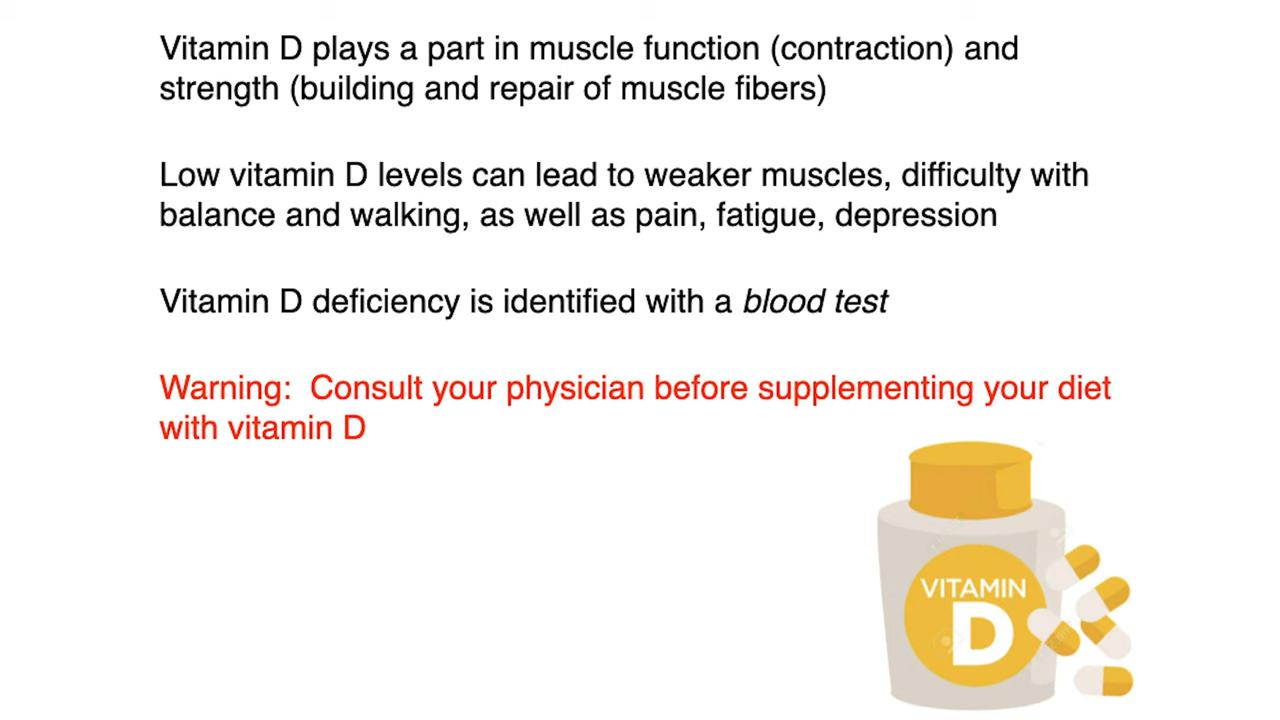 Vitamin D plays a part in muscle function (contraction) and
strength (building and repair of muscle fibers)
Low vitamin D levels can lead to weaker muscles, difficulty with
balance and walking, as well as pain, fatigue, depression
Vitamin D deficiency is identified with a blood test
Warning:  Consult your physician before supplementing your diet
with vitamin D
VITAMIN
D